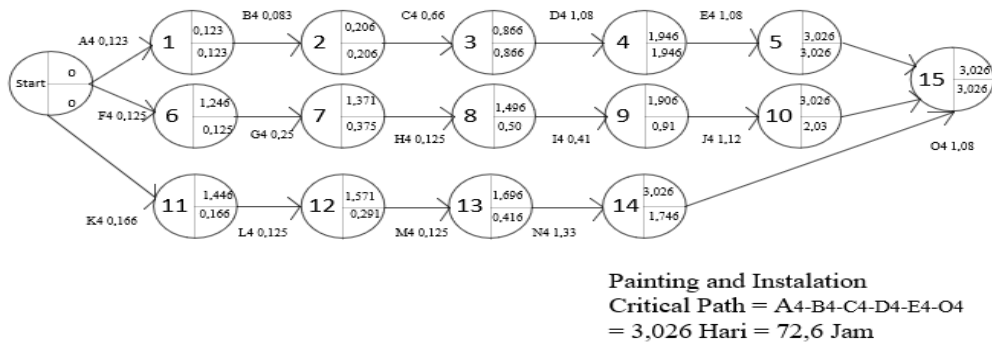 B4 0,083
C4 0,66
D4 1,08
E4 1,08
A4 0,123
1 0,123 0,123
2 0,206 0,206
3 0,866 0,866
4 1,946 1,946
5 3,026 3,026
Start 0 0
15 3,026 3,026
F4 0,125
6 1,246 0,125
G4 0,25
7 1,371 0,375
H4 0,125
8 1,496 0,50
I4 0,41
9 1,906 0,91
J4 1,12
10 3,026 2,03
O4 1,08
K4 0,166
11 1,446 0,166
L4 0,125
12 1,571 0,291
M4 0,125
13 1,696 0,416
N4 1,33
14 3,026 1,746
Painting and Instalation
Critical Path = A4-B4-C4-D4-E4-O4
= 3,026 Hari = 72,6 Jam